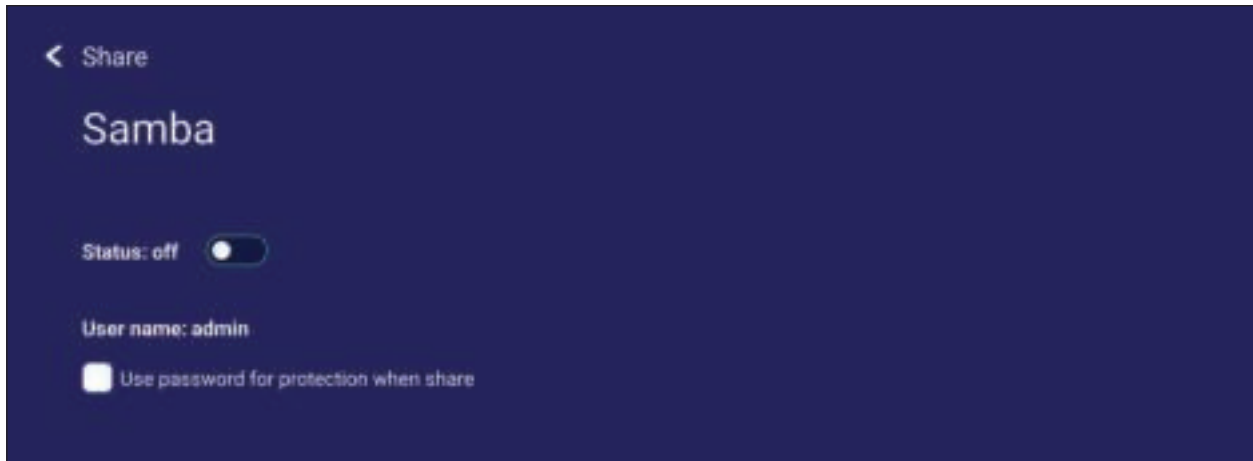 Share
Samba
Status: off
User name: admin
Use password for protection when share